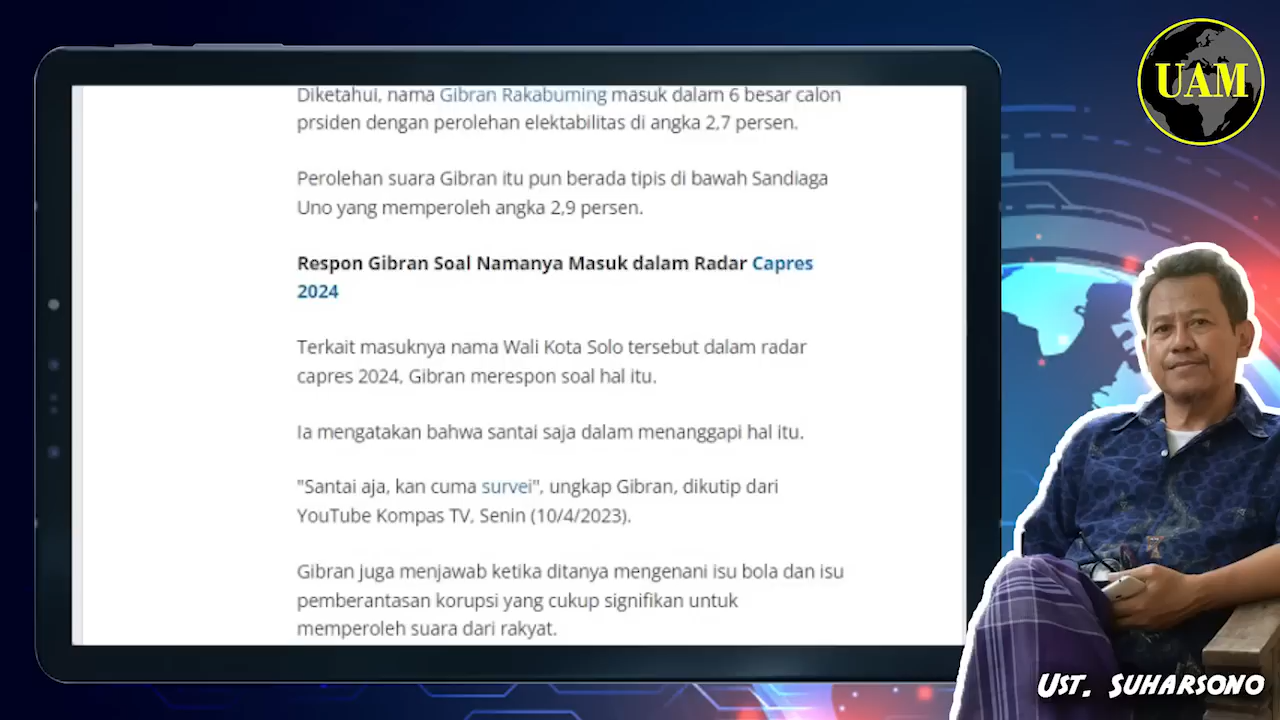 Diketahui, nama Gibran Rakabuming masuk dalam 6 besar calon
prsiden dengan perolehan elektabilitas di angka 2,7 persen.
Perolehan suara Gibran itu pun berada tipis di bawah Sandiaga
Uno yang memperoleh angka 2,9 persen.
Respon Gibran Soal Namanya Masuk dalam Radar Capres
2024
Terkait masuknya nama Wali Kota Solo tersebut dalam radar
capres 2024, Gibran merespon soal hal itu.
Ia mengatakan bahwa santai saja dalam menanggapi hal itu.
"Santai aja, kan cuma survei", ungkap Gibran, dikutip dari
YouTube Kompas TV, Senin (10/4/2023).
Gibran juga menjawab ketika ditanya mengenani isu bola dan isu
pemberantasan korupsi yang cukup signifikan untuk
memperoleh suara dari rakyat.
UAM
UST. SUHARSONO